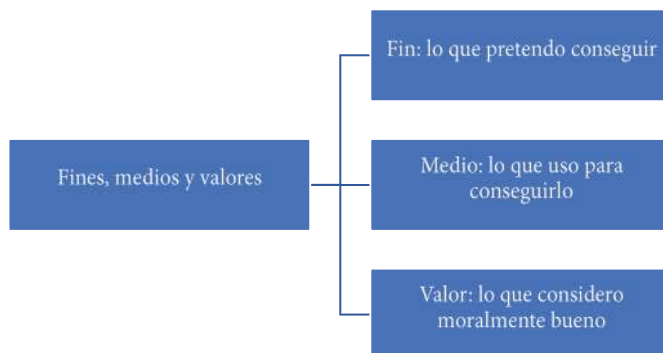 Fines, medios y valores
Fin: lo que pretendo conseguir
Medio: lo que uso para
conseguirlo
Valor: lo que considero
moralmente bueno